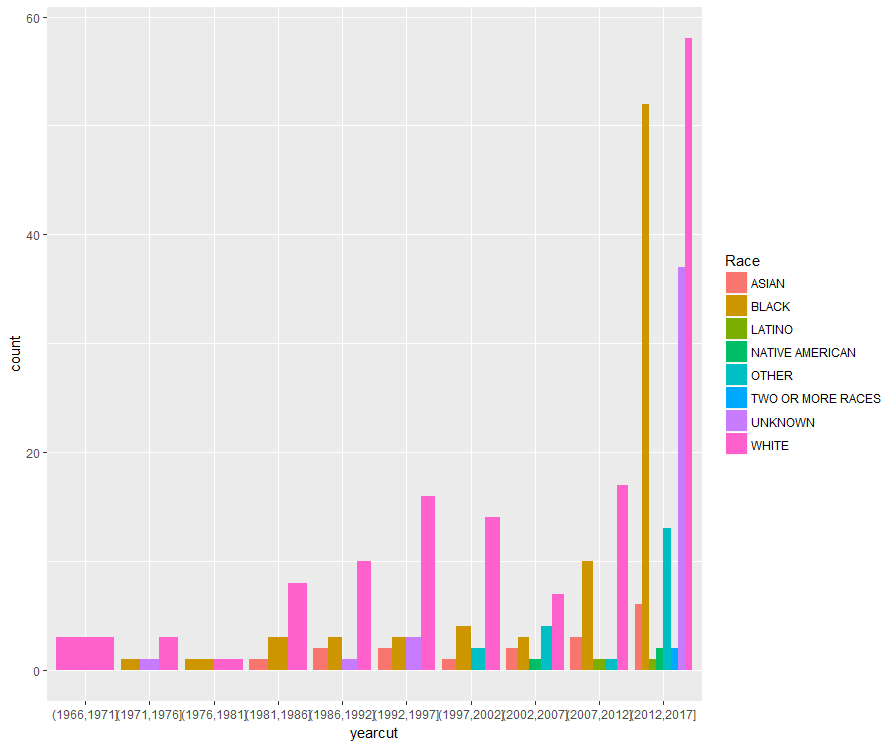 60
40
20
0
count
(1966,1971] (1971,1976] (1976,1981] (1981,1986] (1986,1992] (1992,1997] (1997,2002] (2002,2007] (2007,2012] (2012,2017]
yearcut
Race
ASIAN
BLACK
LATINO
NATIVE AMERICAN
OTHER
TWO OR MORE RACES
UNKNOWN
WHITE